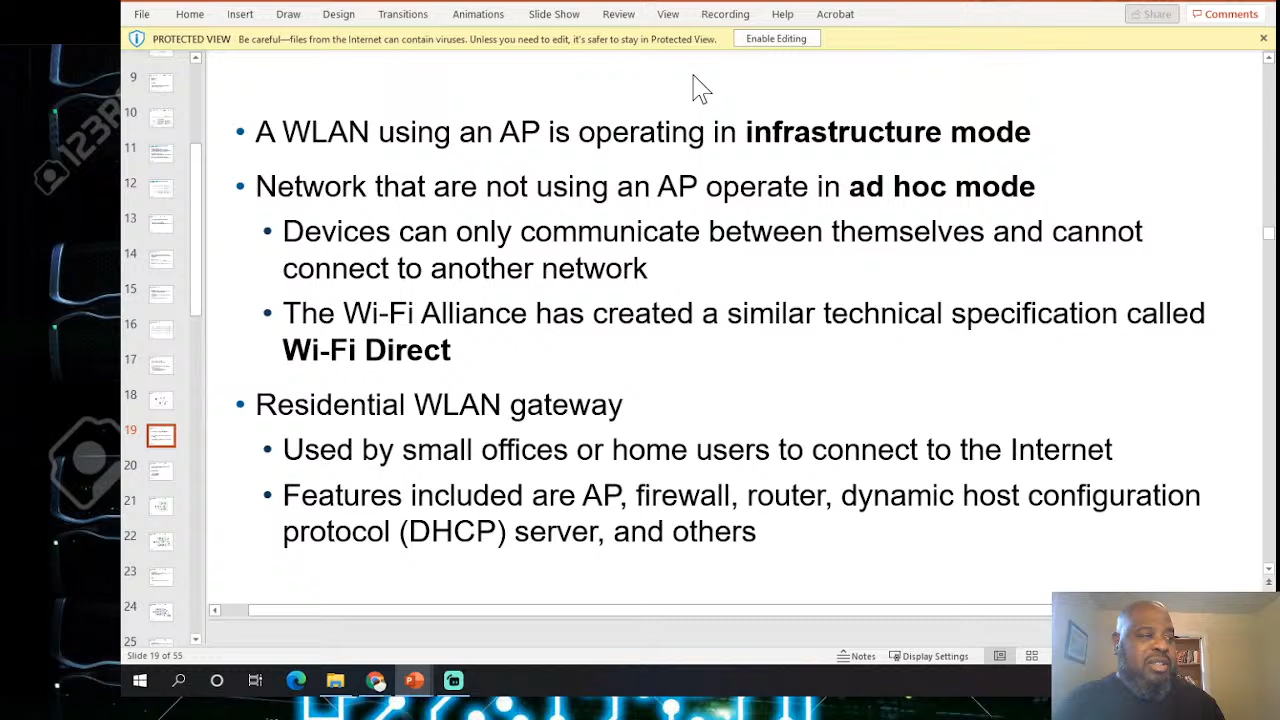 File Home Insert Draw Design Transitions Animations Slide Show Review View Recording Help Acrobat Share Comments
PROTECTED VIEW Be careful—files from the Internet can contain viruses. Unless you need to edit, it's safer to stay in Protected View. Enable Editing
9
10
11
12
13
14
15
16
17
18
19
20
21
22
23
24
25
• A WLAN using an AP is operating in infrastructure mode
• Network that are not using an AP operate in ad hoc mode
• Devices can only communicate between themselves and cannot
connect to another network
• The Wi-Fi Alliance has created a similar technical specification called
Wi-Fi Direct
• Residential WLAN gateway
• Used by small offices or home users to connect to the Internet
• Features included are AP, firewall, router, dynamic host configuration
protocol (DHCP) server, and others
Slide 19 of 55 Notes Display Settings